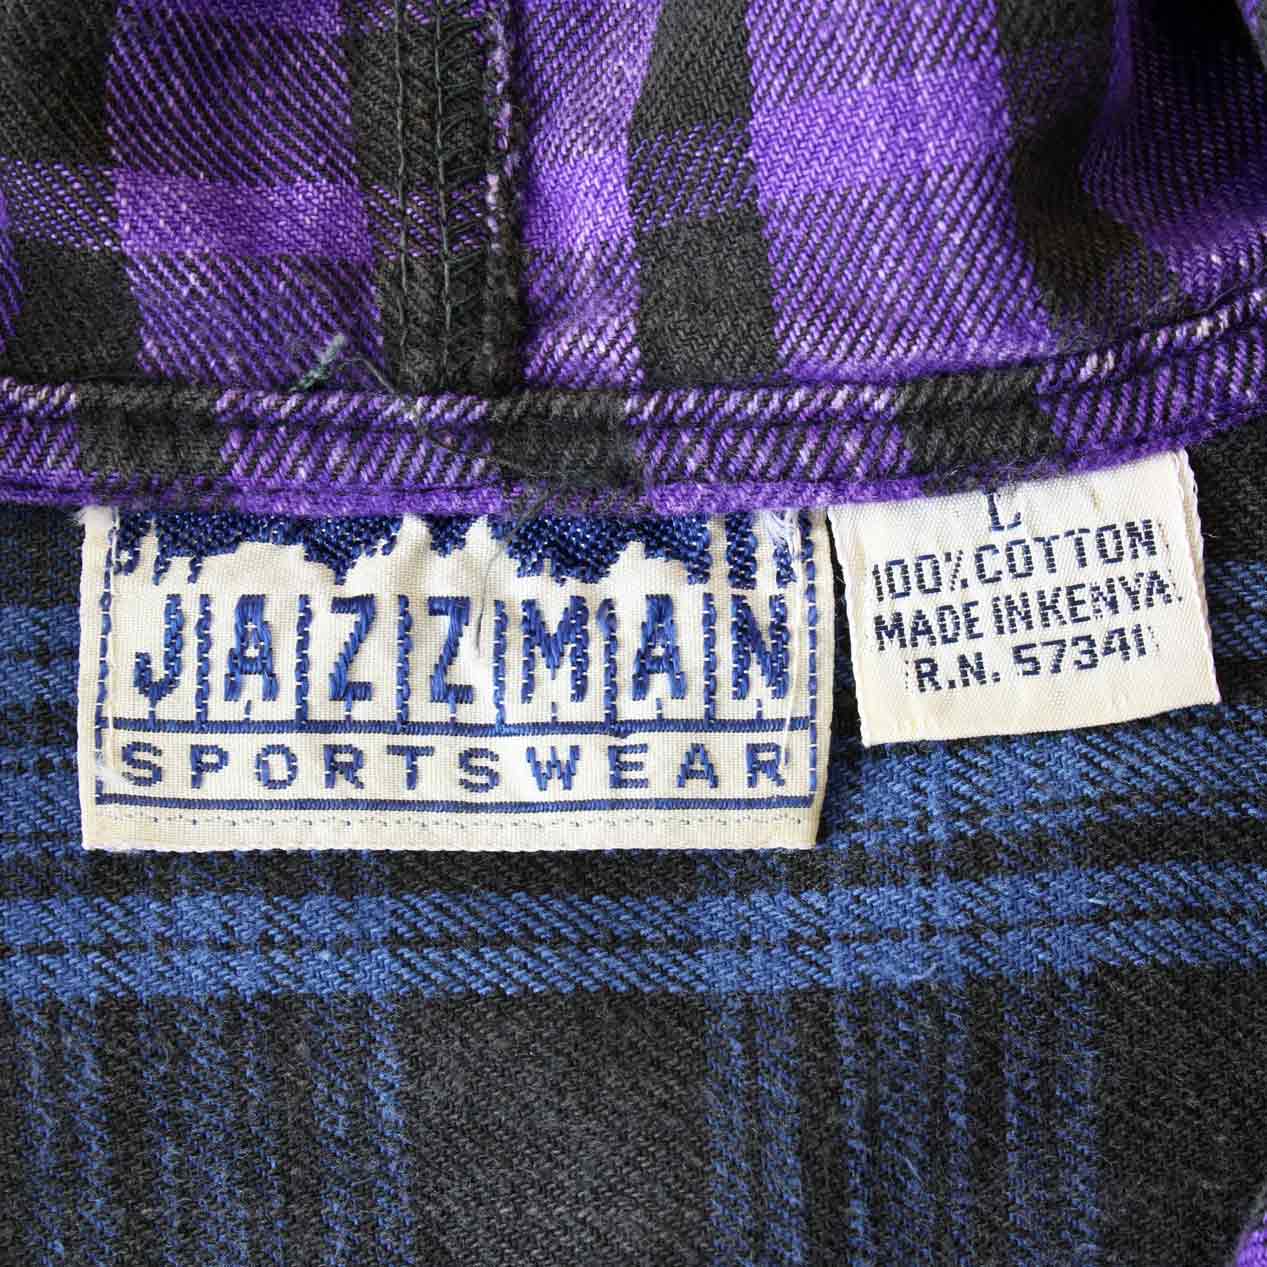 JAZZMAN
SPORTSWEAR
L
100% COTTON
MADE IN KENYA
R.N. 57341